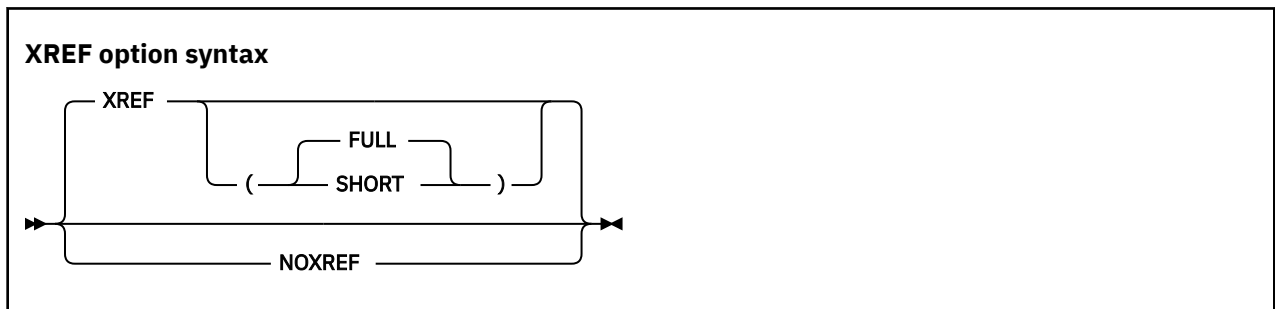 XREF option syntax
XREF
FULL
( SHORT )
NOXREF